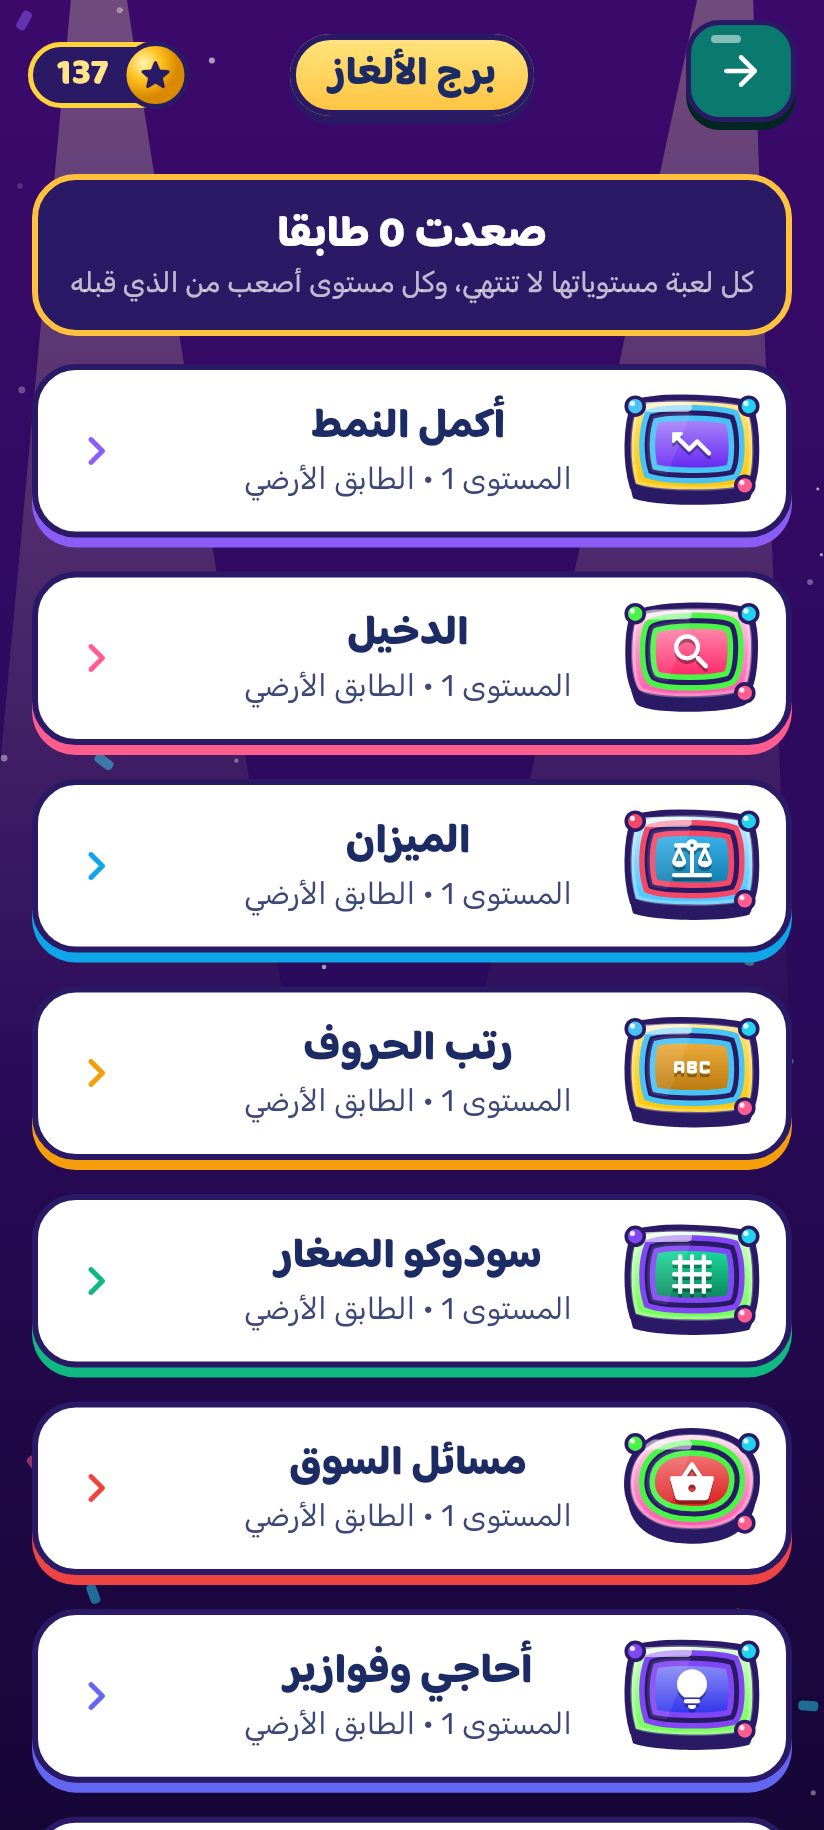 برج الألغاز
137
صعدت 0 طابقا
كل لعبة مستوياتها لا تنتهي، وكل مستوى أصعب من الذي قبله
أكمل النمط
المستوى 1 • الطابق الأرضي
الدخيل
المستوى 1 • الطابق الأرضي
الميزان
المستوى 1 • الطابق الأرضي
رتب الحروف
المستوى 1 • الطابق الأرضي
ABC
سودوكو الصغار
المستوى 1 • الطابق الأرضي
مسائل السوق
المستوى 1 • الطابق الأرضي
أحاجي وفوازير
المستوى 1 • الطابق الأرضي